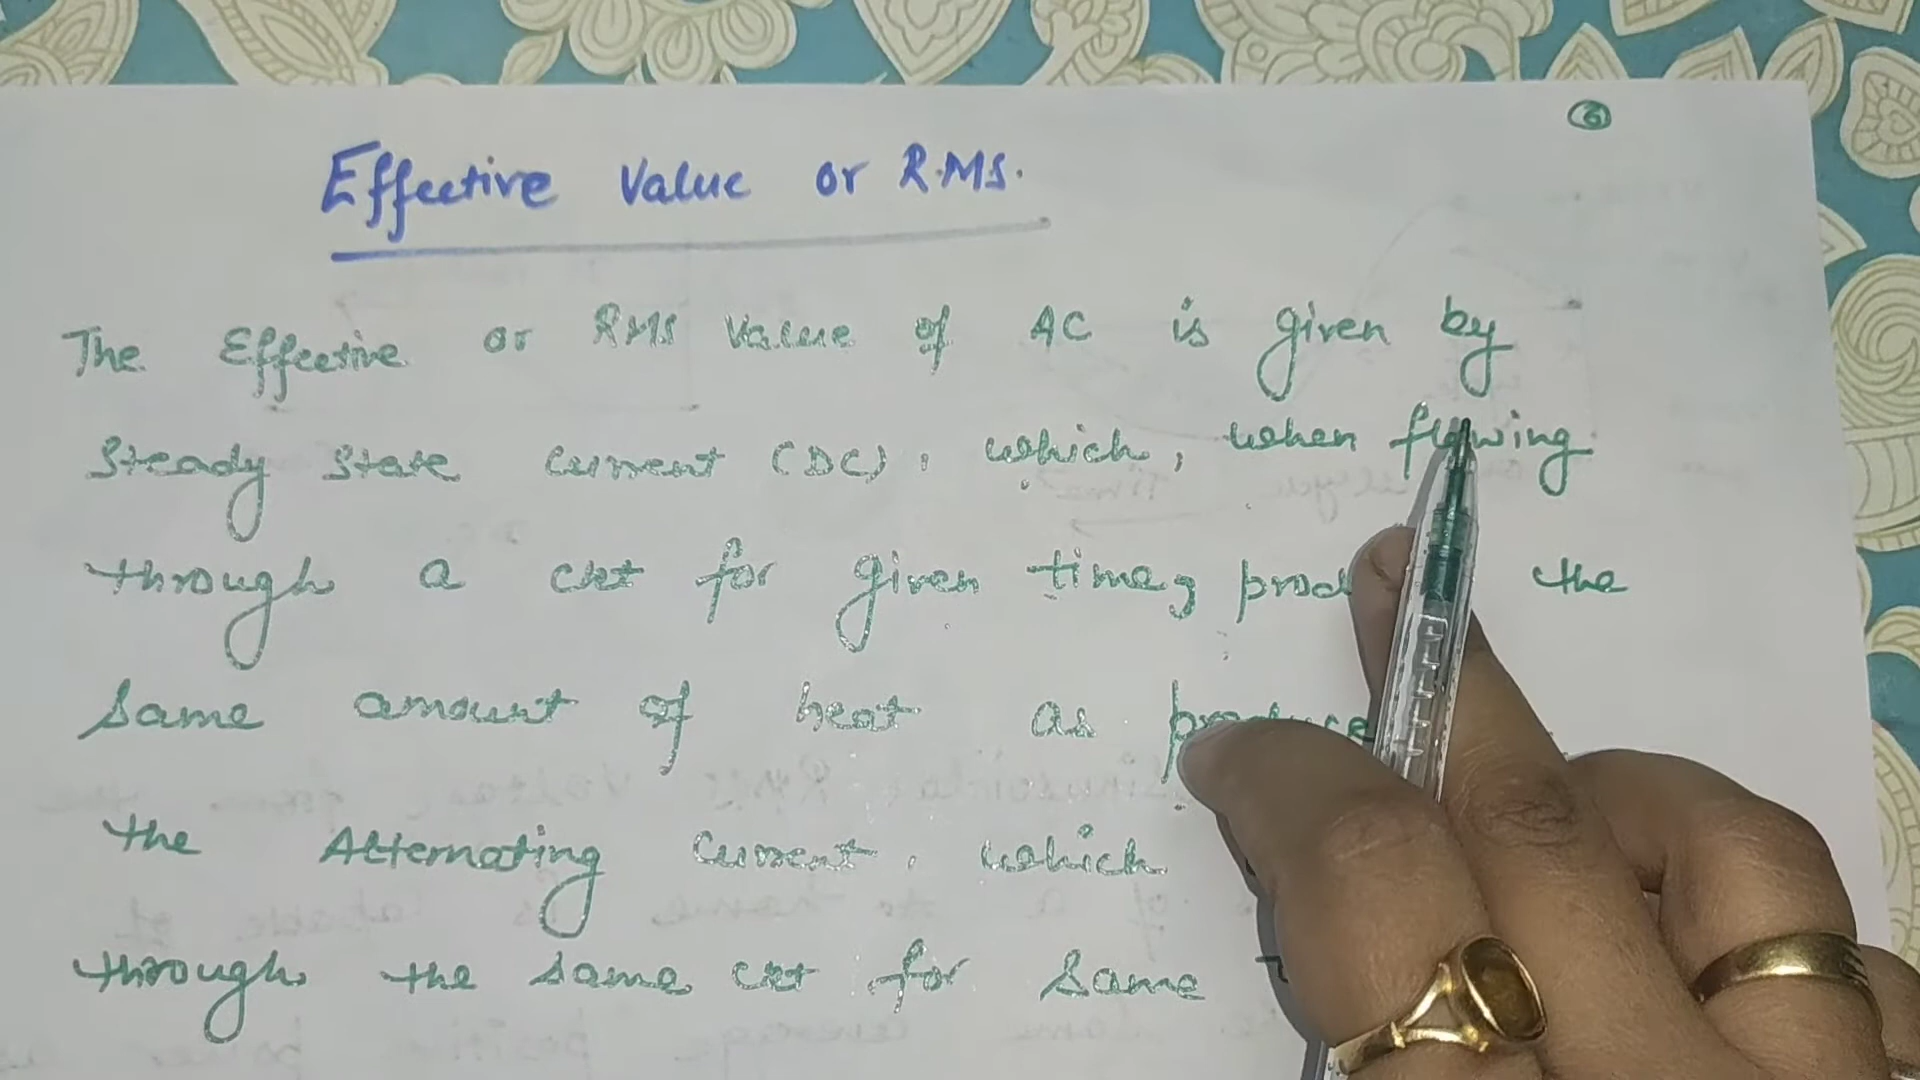 6
Effective Value or R.M.S.
The Effective or RMS Value of AC is given by
Steady State Current (DC), which, when flowing
through a ckt for given time, the
Same amount of heat as
the Alternating Current, which
through the same ckt for same